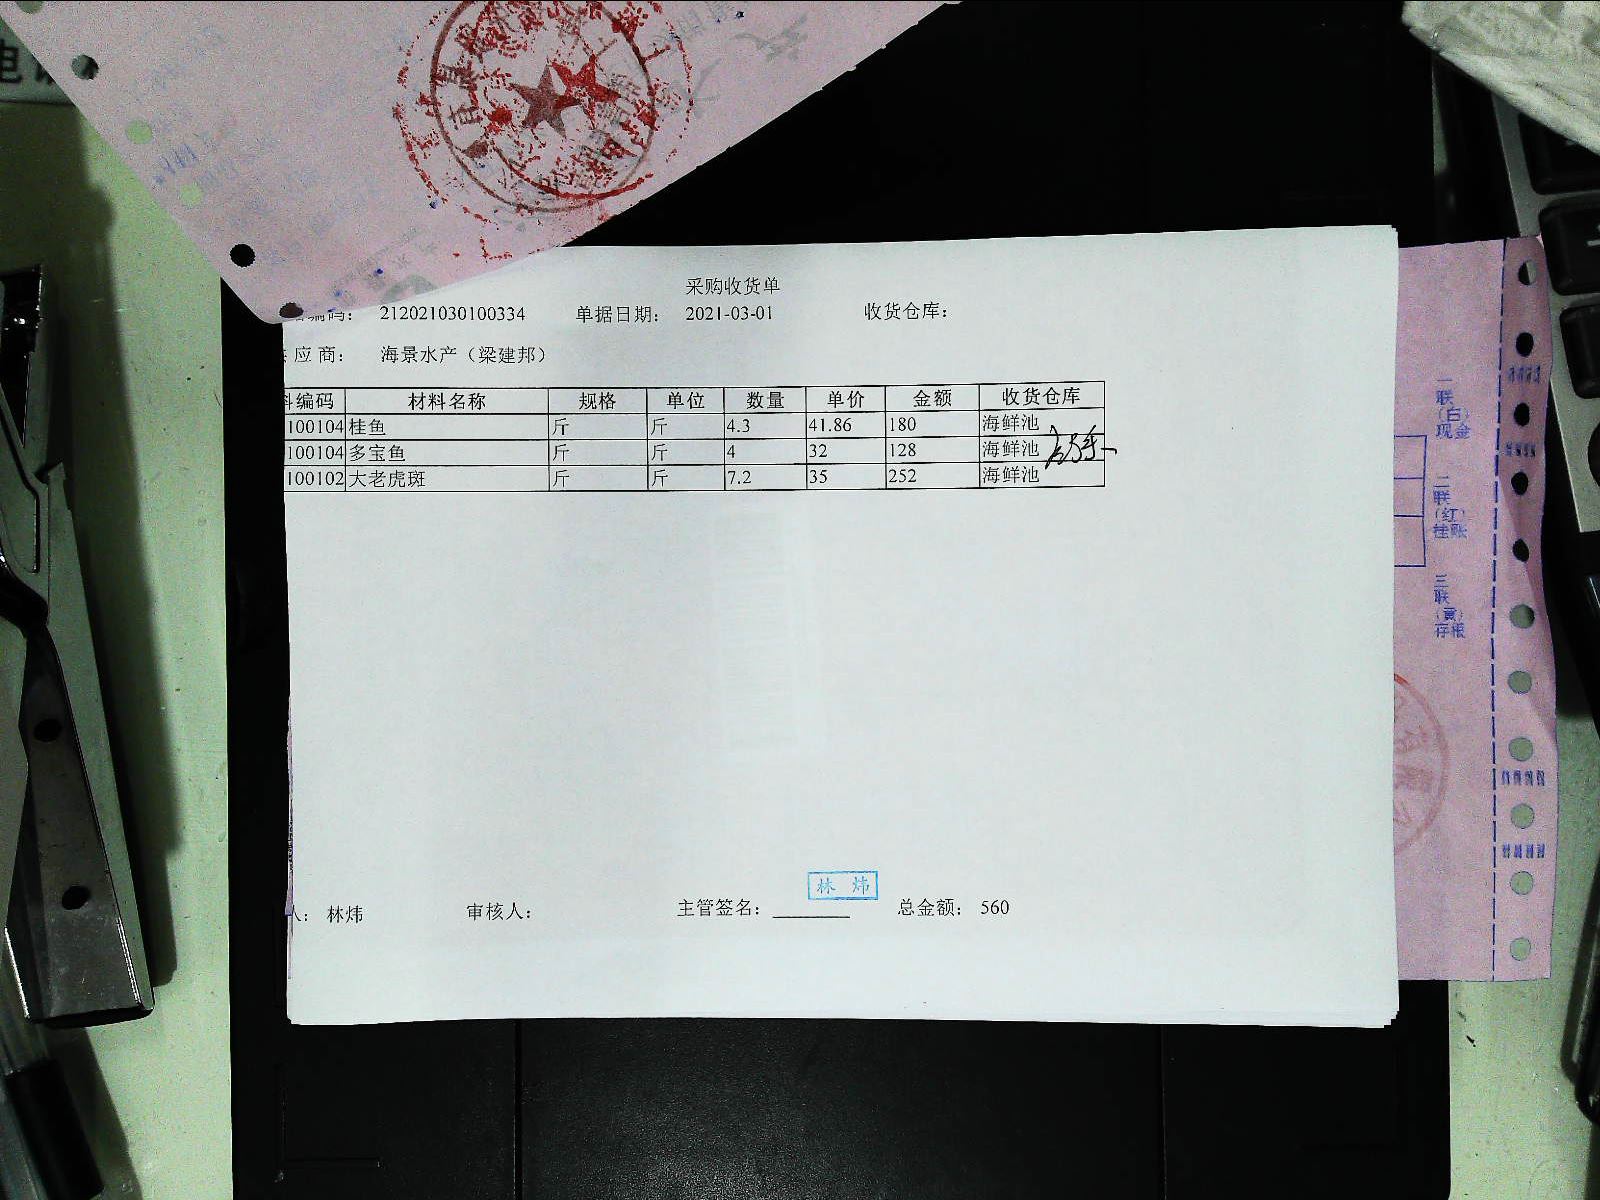 采购收货单
编码： 212021030100334 单据日期： 2021-03-01 收货仓库：
应 商： 海景水产（梁建邦）
编码 材料名称 规格 单位 数量 单价 金额 收货仓库
100104 桂鱼 斤 斤 4.3 41.86 180 海鲜池
100104 多宝鱼 斤 斤 4 32 128 海鲜池
100102 大老虎斑 斤 斤 7.2 35 252 海鲜池
林 炜
人： 林炜 审核人： 主管签名： 总金额： 560
一联（白）现金
二联（红）挂账
三联（黄）存根